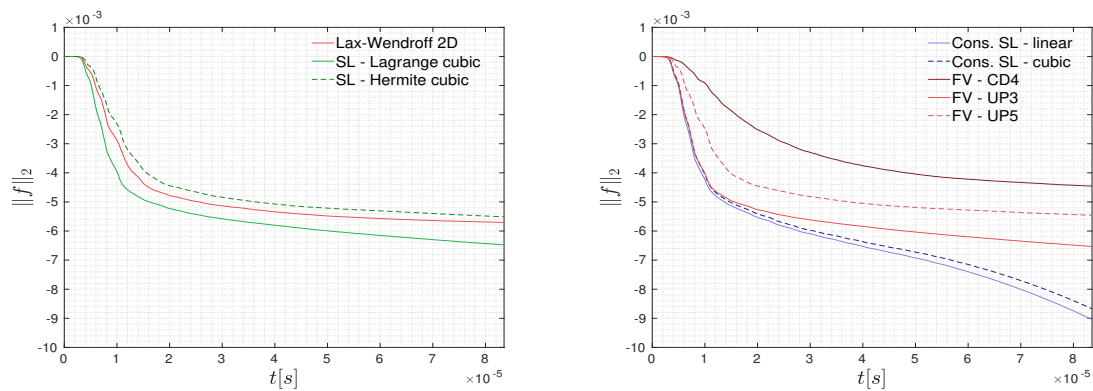 ×10⁻³
1
0
-1
-2
-3
-4
-5
-6
-7
-8
-9
-10
||f||₂
0 1 2 3 4 5 6 7 8
t[s]
×10⁻⁵
Lax-Wendroff 2D
SL - Lagrange cubic
SL - Hermite cubic
×10⁻³
1
0
-1
-2
-3
-4
-5
-6
-7
-8
-9
-10
||f||₂
0 1 2 3 4 5 6 7 8
t[s]
×10⁻⁵
Cons. SL - linear
Cons. SL - cubic
FV - CD4
FV - UP3
FV - UP5